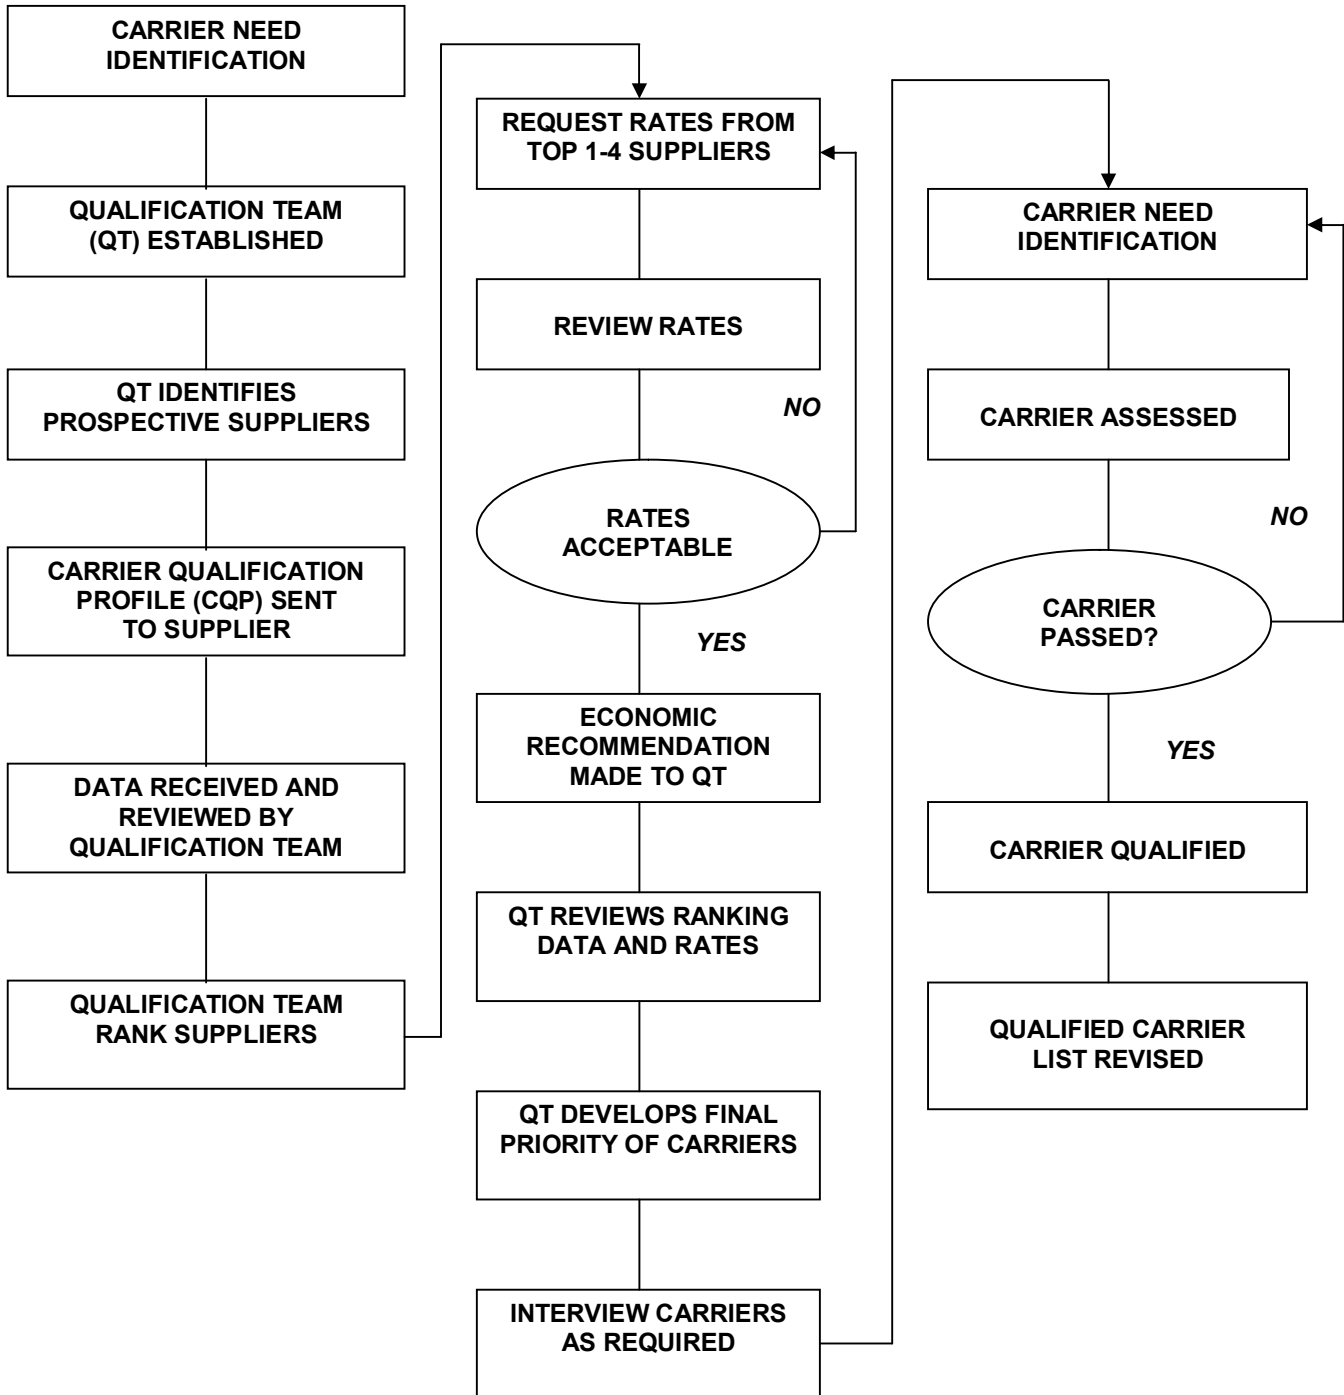 CARRIER NEED
IDENTIFICATION
QUALIFICATION TEAM
(QT) ESTABLISHED
QT IDENTIFIES
PROSPECTIVE SUPPLIERS
CARRIER QUALIFICATION
PROFILE (CQP) SENT
TO SUPPLIER
DATA RECEIVED AND
REVIEWED BY
QUALIFICATION TEAM
QUALIFICATION TEAM
RANK SUPPLIERS
REQUEST RATES FROM
TOP 1-4 SUPPLIERS
REVIEW RATES
NO
RATES
ACCEPTABLE
YES
ECONOMIC
RECOMMENDATION
MADE TO QT
QT REVIEWS RANKING
DATA AND RATES
QT DEVELOPS FINAL
PRIORITY OF CARRIERS
INTERVIEW CARRIERS
AS REQUIRED
CARRIER NEED
IDENTIFICATION
CARRIER ASSESSED
NO
CARRIER
PASSED?
YES
CARRIER QUALIFIED
QUALIFIED CARRIER
LIST REVISED